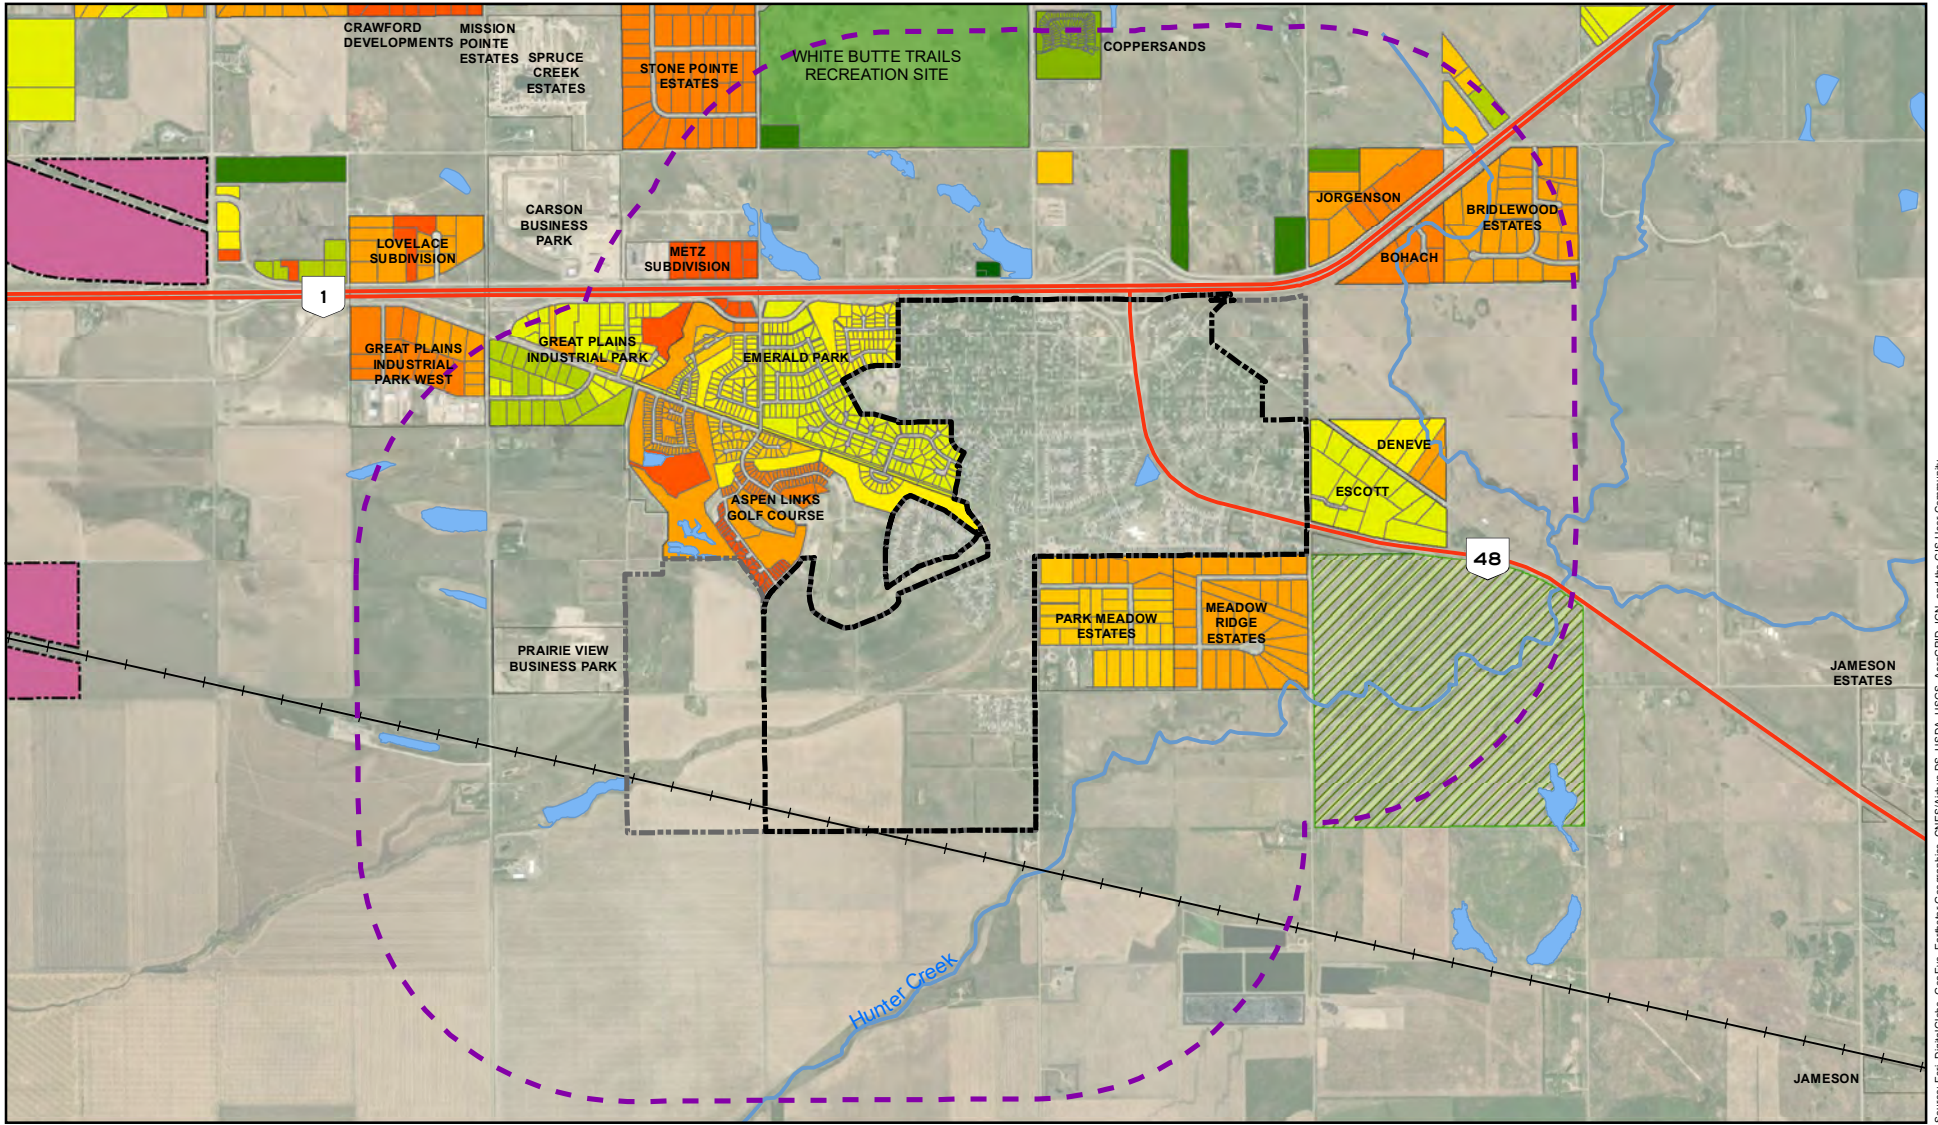 CRAWFORD
DEVELOPMENTS
MISSION
POINTE
ESTATES
SPRUCE
CREEK
ESTATES
STONE POINTE
ESTATES
WHITE BUTTE TRAILS
RECREATION SITE
COPPERSANDS
CARSON
BUSINESS
PARK
LOVELACE
SUBDIVISION
METZ
SUBDIVISION
JORGENSON
BRIDLEWOOD
ESTATES
BOHACH
1
GREAT PLAINS
INDUSTRIAL
PARK WEST
GREAT PLAINS
INDUSTRIAL PARK
EMERALD PARK
DENEVE
ESCOTT
ASPEN LINKS
GOLF COURSE
48
PARK MEADOW
ESTATES
MEADOW
RIDGE
ESTATES
PRAIRIE VIEW
BUSINESS PARK
JAMESON
ESTATES
Hunter Creek
JAMESON